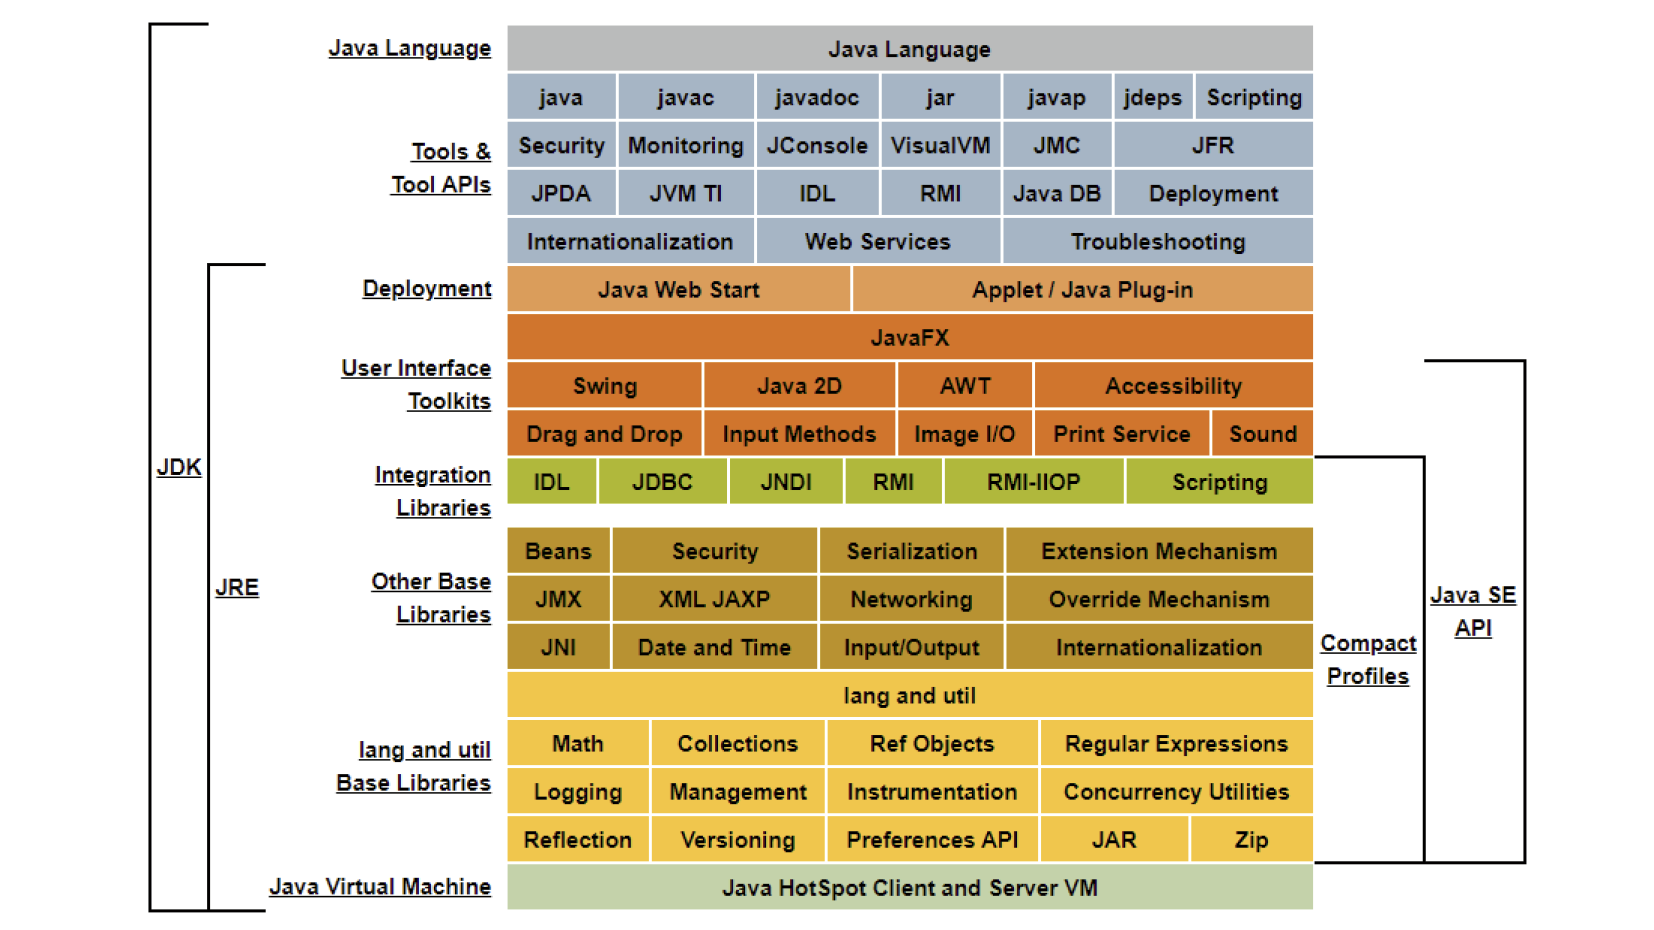 Java Language
Java Language
Tools &
Tool APIs
java javac javadoc jar javap jdeps Scripting
Security Monitoring JConsole VisualVM JMC JFR
JPDA JVM TI IDL RMI Java DB Deployment
Internationalization Web Services Troubleshooting
Deployment
Java Web Start Applet / Java Plug-in
User Interface
Toolkits
JavaFX
Swing Java 2D AWT Accessibility
Drag and Drop Input Methods Image I/O Print Service Sound
Integration
Libraries
IDL JDBC JNDI RMI RMI-IIOP Scripting
JDK
JRE
Other Base
Libraries
Beans Security Serialization Extension Mechanism
JMX XML JAXP Networking Override Mechanism
JNI Date and Time Input/Output Internationalization
Java SE
API
Compact
Profiles
lang and util
Base Libraries
lang and util
Math Collections Ref Objects Regular Expressions
Logging Management Instrumentation Concurrency Utilities
Reflection Versioning Preferences API JAR Zip
Java Virtual Machine
Java HotSpot Client and Server VM